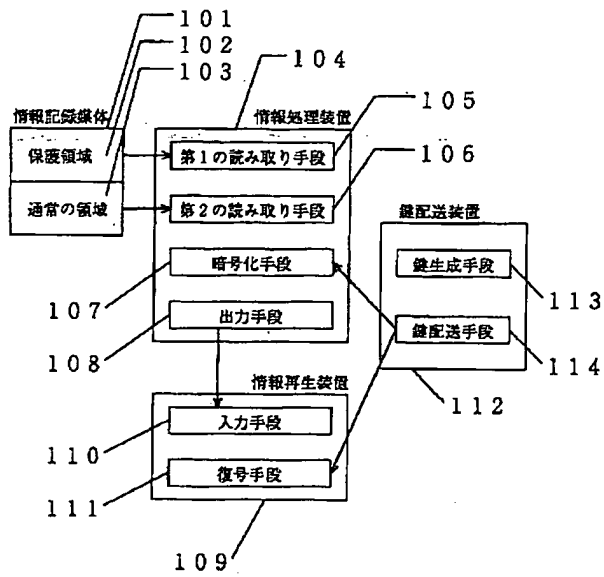 101
102
103
104
情報記録媒体
情報処理装置
105
保護領域
第1の読み取り手段
106
通常の領域
第2の読み取り手段
鍵配送装置
暗号化手段
鍵生成手段
107
113
出力手段
鍵配送手段
108
114
情報再生装置
112
入力手段
110
復号手段
111
109